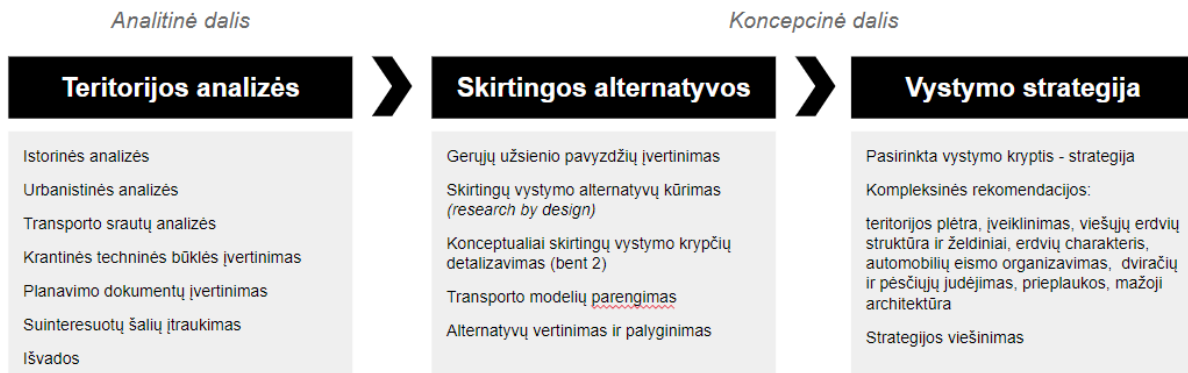 Analitinė dalis
Koncepcinė dalis
Teritorijos analizės
Istorinės analizės
Urbanistinės analizės
Transporto srautų analizės
Krantinės techninės būklės įvertinimas
Planavimo dokumentų įvertinimas
Suinteresuotų šalių įtraukimas
Išvados
Skirtingos alternatyvos
Gerųjų užsienio pavyzdžių įvertinimas
Skirtingų vystymo alternatyvų kūrimas
(research by design)
Konceptualiai skirtingų vystymo krypčių
detalizavimas (bent 2)
Transporto modelių parengimas
Alternatyvų vertinimas ir palyginimas
Vystymo strategija
Pasirinkta vystymo kryptis - strategija
Kompleksinės rekomendacijos:
teritorijos plėtra, įveiklinimas, viešųjų erdvių
struktūra ir želdiniai, erdvių charakteris,
automobilių eismo organizavimas, dviračių
ir pėsčiųjų judėjimas, prieplaukos, mažoji
architektūra
Strategijos viešinimas